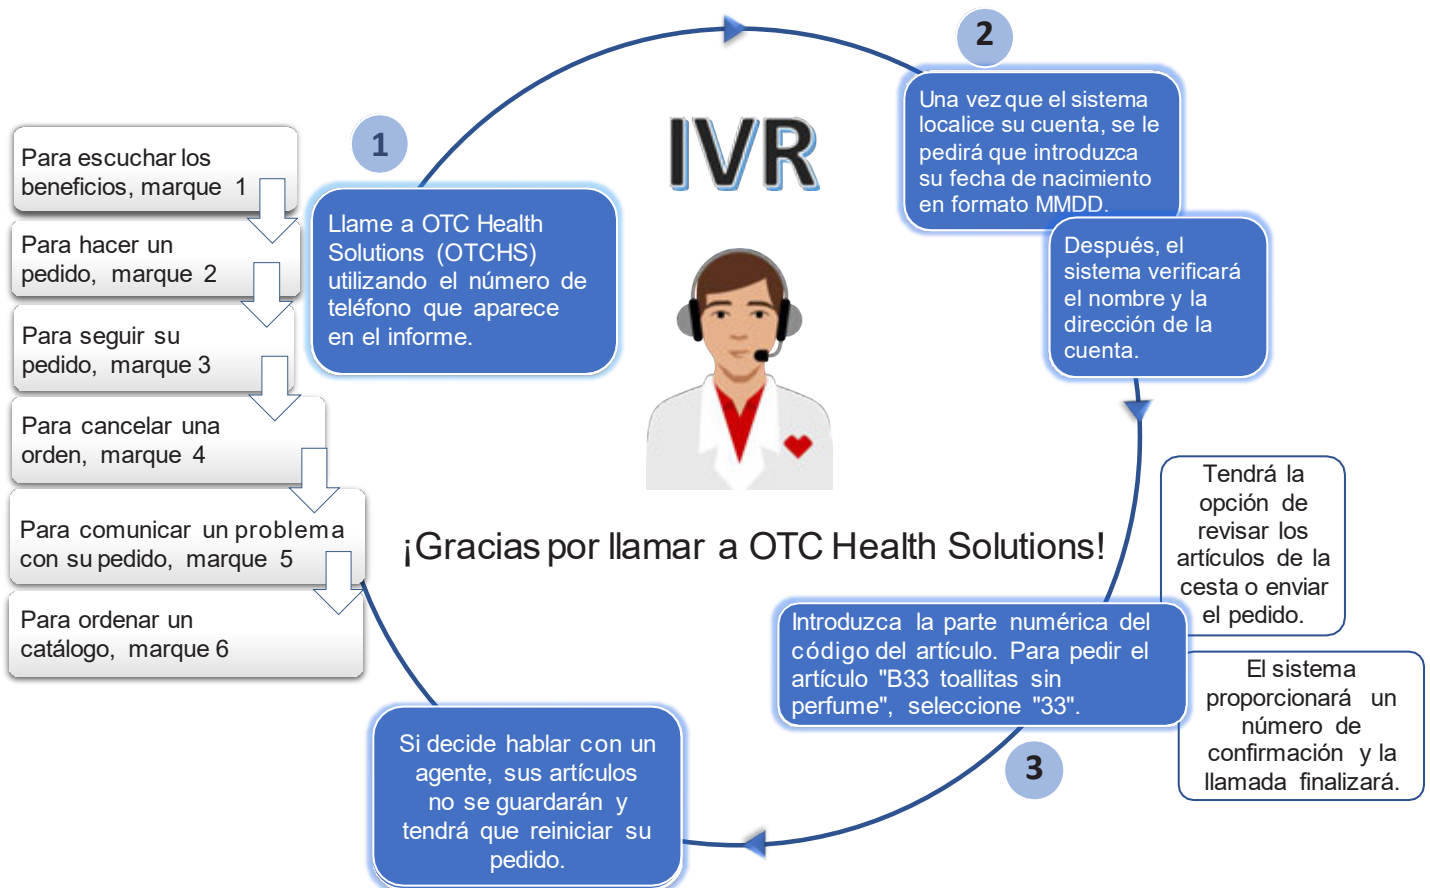 IVR
1
Llame a OTC Health
Solutions (OTCHS)
utilizando el número de
teléfono que aparece
en el informe.
Para escuchar los
beneficios, marque 1
Para hacer un
pedido, marque 2
Para seguir su
pedido, marque 3
Para cancelar una
orden, marque 4
Para comunicar un problema
con su pedido, marque 5
Para ordenar un
catálogo, marque 6
2
Una vez que el sistema
localice su cuenta, se le
pedirá que introduzca
su fecha de nacimiento
en formato MMDD.
Después, el
sistema verificará
el nombre y la
dirección de la
cuenta.
3
Introduzca la parte numérica del
código del artículo. Para pedir el
artículo "B33 toallitas sin
perfume", seleccione "33".
Tendrá la
opción de
revisar los
artículos de la
cesta o enviar
el pedido.
El sistema
proporcionará un
número de
confirmación y la
llamada finalizará.
Si decide hablar con un
agente, sus artículos
no se guardarán y
tendrá que reiniciar su
pedido.
¡Gracias por llamar a OTC Health Solutions!